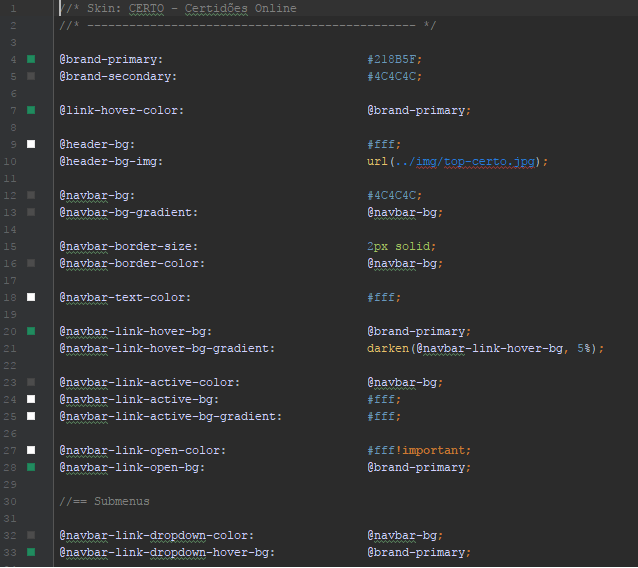 1 //* Skin: CERTO - Certidões Online
2 //* ----------------------------------------------- */
3
4 @brand-primary: #218B5F;
5 @brand-secondary: #4C4C4C;
6
7 @link-hover-color: @brand-primary;
8
9 @header-bg: #fff;
10 @header-bg-img: url(../img/top-certo.jpg);
11
12 @navbar-bg: #4C4C4C;
13 @navbar-bg-gradient: @navbar-bg;
14
15 @navbar-border-size: 2px solid;
16 @navbar-border-color: @navbar-bg;
17
18 @navbar-text-color: #fff;
19
20 @navbar-link-hover-bg: @brand-primary;
21 @navbar-link-hover-bg-gradient: darken(@navbar-link-hover-bg, 5%);
22
23 @navbar-link-active-color: @navbar-bg;
24 @navbar-link-active-bg: #fff;
25 @navbar-link-active-bg-gradient: #fff;
26
27 @navbar-link-open-color: #fff!important;
28 @navbar-link-open-bg: @brand-primary;
29
30 //== Submenus
31
32 @navbar-link-dropdown-color: @navbar-bg;
33 @navbar-link-dropdown-hover-bg: @brand-primary;